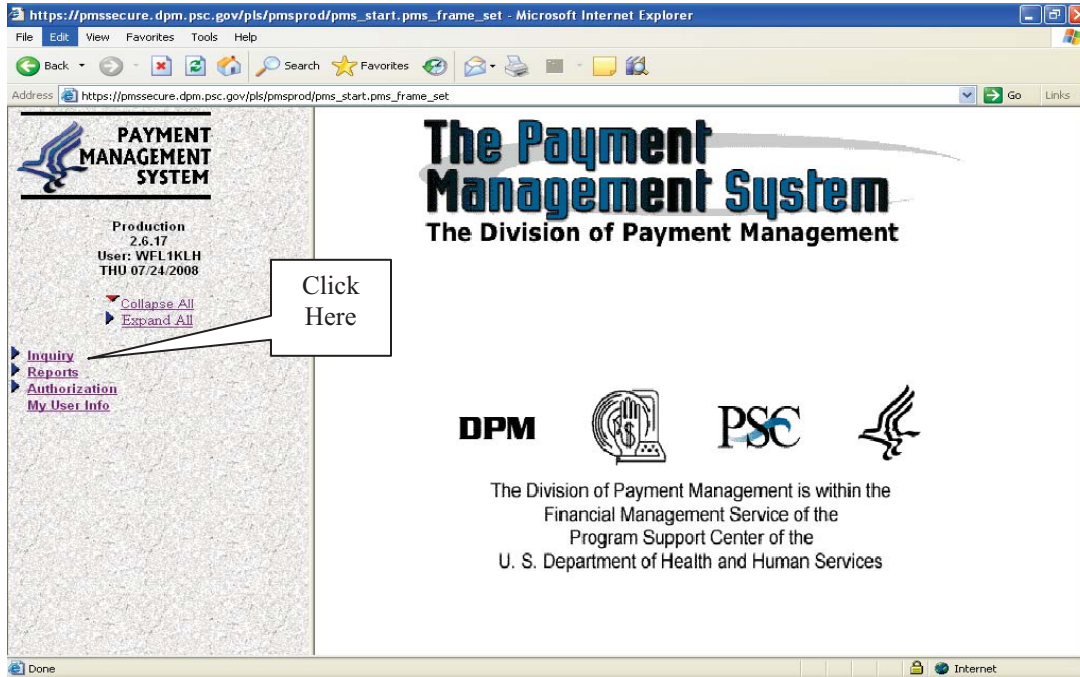 https://pmssecure.dpm.psc.gov/pls/pmsprod/pms_start.pms_frame_set - Microsoft Internet Explorer
File Edit View Favorites Tools Help
Back Search Favorites
Address https://pmssecure.dpm.psc.gov/pls/pmsprod/pms_start.pms_frame_set Go Links
PAYMENT
MANAGEMENT
SYSTEM
Production
2.6.17
User: WFL1KLH
THU 07/24/2008
Collapse All
Expand All
Inquiry
Reports
Authorization
My User Info
Click
Here
The Payment
Management System
The Division of Payment Management
DPM PSC
The Division of Payment Management is within the
Financial Management Service of the
Program Support Center of the
U. S. Department of Health and Human Services
Done Internet